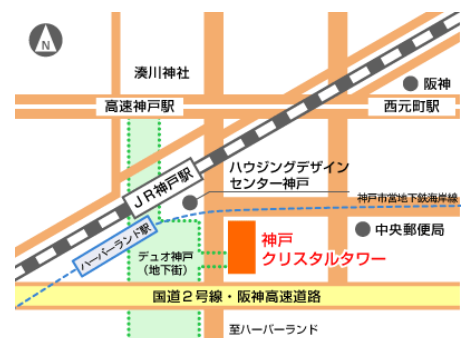 N
湊川神社
阪神
高速神戸駅
西元町駅
JR神戸駅
ハウジングデザイン
センター神戸
神戸市営地下鉄海岸線
ハーバーランド駅
中央郵便局
神戸
クリスタルタワー
デュオ神戸
(地下街)
国道2号線・阪神高速道路
至ハーバーランド